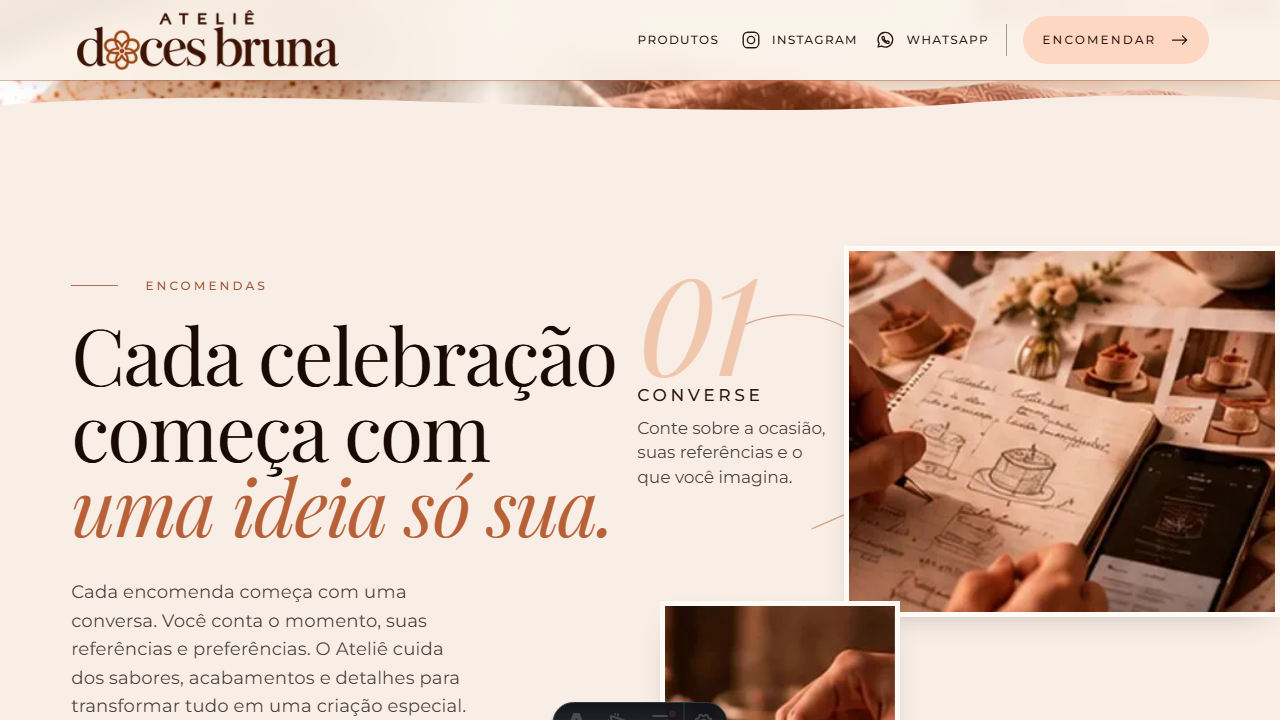 ATELIÊ
doces bruna
PRODUTOS
INSTAGRAM
WHATSAPP
ENCOMENDAR
ENCOMENDAS
Cada celebração
começa com
uma ideia só sua.
Cada encomenda começa com uma
conversa. Você conta o momento, suas
referências e preferências. O Ateliê cuida
dos sabores, acabamentos e detalhes para
transformar tudo em uma criação especial.
01
CONVERSE
Conte sobre a ocasião,
suas referências e o
que você imagina.